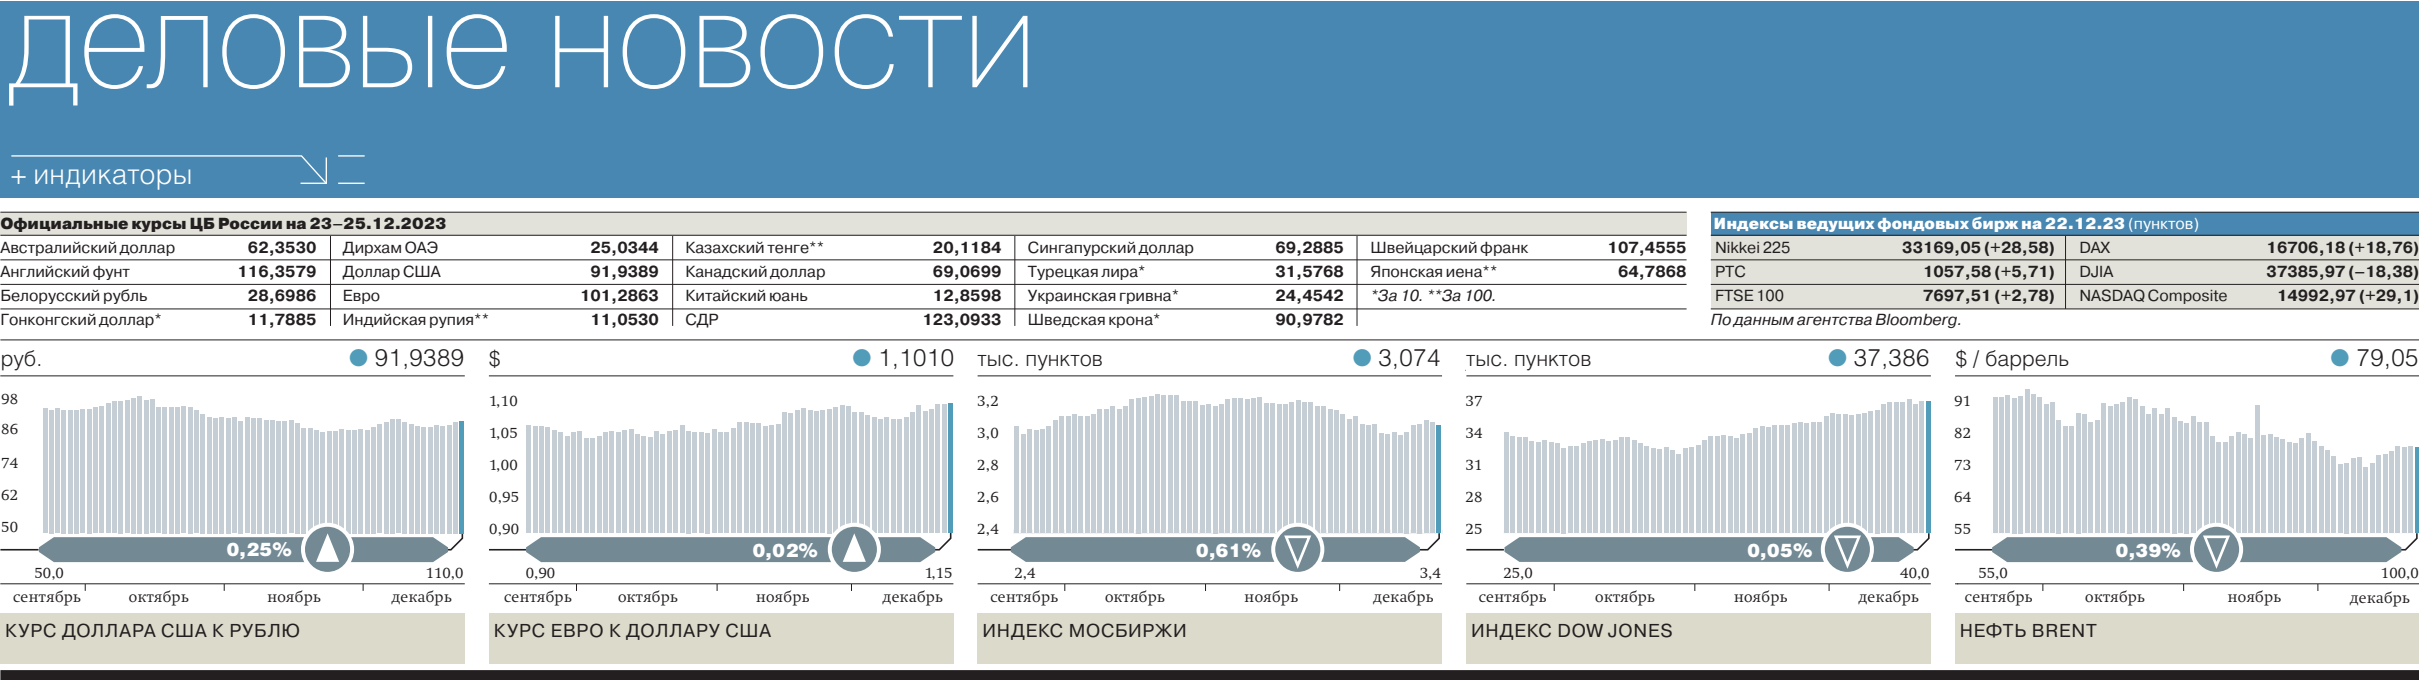 деловые новости
+ индикаторы
Официальные курсы ЦБ России на 23–25.12.2023
Австралийский доллар 62,3530 Дирхам ОАЭ 25,0344 Казахский тенге** 20,1184 Сингапурский доллар 69,2885 Швейцарский франк 107,4555
Английский фунт 116,3579 Доллар США 91,9389 Канадский доллар 69,0699 Турецкая лира* 31,5768 Японская иена** 64,7868
Белорусский рубль 28,6986 Евро 101,2863 Китайский юань 12,8598 Украинская гривна* 24,4542 *За 10. **За 100.
Гонконгский доллар* 11,7885 Индийская рупия** 11,0530 СДР 123,0933 Шведская крона* 90,9782
Индексы ведущих фондовых бирж на 22.12.23 (пунктов)
Nikkei 225 33169,05 (+28,58) DAX 16706,18 (+18,76)
РТС 1057,58 (+5,71) DJIA 37385,97 (–18,38)
FTSE 100 7697,51 (+2,78) NASDAQ Composite 14992,97 (+29,1)
По данным агентства Bloomberg.
руб. 91,9389
98
86
74
62
50
0,25%
50,0 110,0
сентябрь октябрь ноябрь декабрь
КУРС ДОЛЛАРА США К РУБЛЮ
$ 1,1010
1,10
1,05
1,00
0,95
0,90
0,02%
0,90 1,15
сентябрь октябрь ноябрь декабрь
КУРС ЕВРО К ДОЛЛАРУ США
тыс. пунктов 3,074
3,2
3,0
2,8
2,6
2,4
0,61%
2,4 3,4
сентябрь октябрь ноябрь декабрь
ИНДЕКС МОСБИРЖИ
тыс. пунктов 37,386
37
34
31
28
25
0,05%
25,0 40,0
сентябрь октябрь ноябрь декабрь
ИНДЕКС DOW JONES
$ / баррель 79,05
91
82
73
64
55
0,39%
55,0 100,0
сентябрь октябрь ноябрь декабрь
НЕФТЬ BRENT